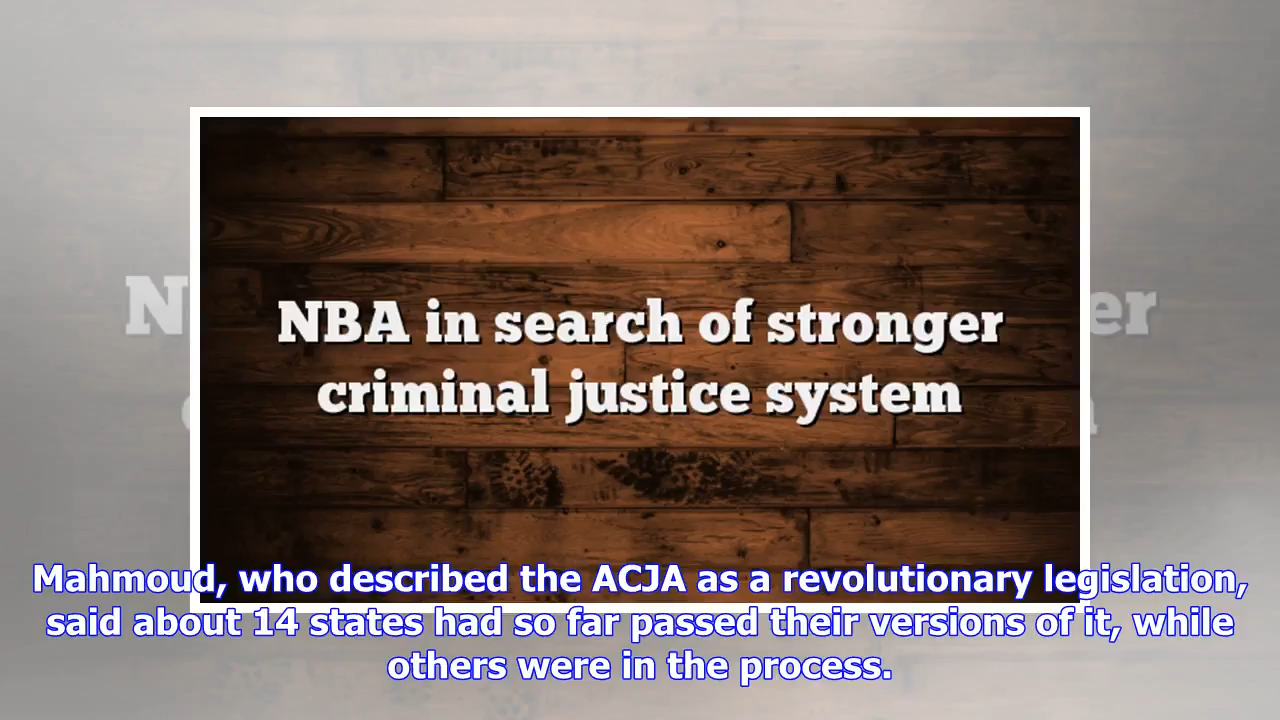 NBA in search of stronger
criminal justice system
Mahmoud, who described the ACJA as a revolutionary legislation,
said about 14 states had so far passed their versions of it, while
others were in the process.